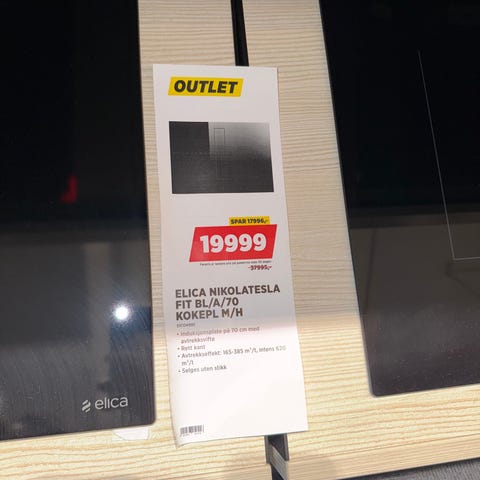 OUTLET
SPAR 17996,-
19999
37995,-
ELICA NIKOLATESLA
FIT BL/A/70
KOKEPL M/H
• Induksjonsplate på 70 cm med
avtrekksvifte
• Rett kant
• Avtrekkseffekt: 165-385 m³/t, intens 620
m³/t
• Selges uten stikk
elica